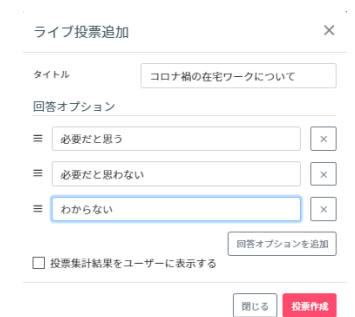 ライブ投票追加
タイトル コロナ禍の在宅ワークについて
回答オプション
必要だと思う
必要だと思わない
わからない
回答オプションを追加
投票集計結果をユーザーに表示する
閉じる 投票作成